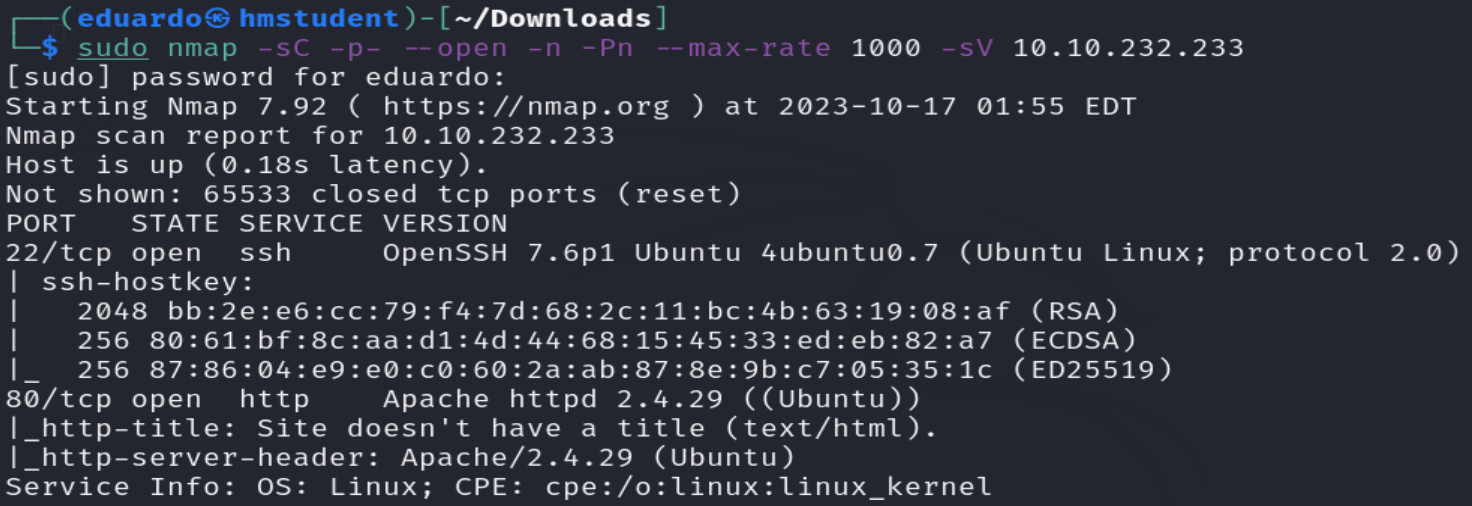 ┌──(eduardo㉿hmstudent)-[~/Downloads]
└─$ sudo nmap -sC -p- --open -n -Pn --max-rate 1000 -sV 10.10.232.233
[sudo] password for eduardo:
Starting Nmap 7.92 ( https://nmap.org ) at 2023-10-17 01:55 EDT
Nmap scan report for 10.10.232.233
Host is up (0.18s latency).
Not shown: 65533 closed tcp ports (reset)
PORT   STATE SERVICE VERSION
22/tcp open  ssh     OpenSSH 7.6p1 Ubuntu 4ubuntu0.7 (Ubuntu Linux; protocol 2.0)
| ssh-hostkey:
|   2048 bb:2e:e6:cc:79:f4:7d:68:2c:11:bc:4b:63:19:08:af (RSA)
|   256 80:61:bf:8c:aa:d1:4d:44:68:15:45:33:ed:eb:82:a7 (ECDSA)
|_  256 87:86:04:e9:e0:c0:60:2a:ab:87:8e:9b:c7:05:35:1c (ED25519)
80/tcp open  http    Apache httpd 2.4.29 ((Ubuntu))
|_http-title: Site doesn't have a title (text/html).
|_http-server-header: Apache/2.4.29 (Ubuntu)
Service Info: OS: Linux; CPE: cpe:/o:linux:linux_kernel